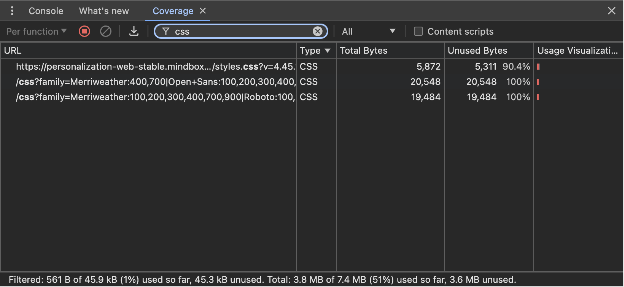 Console What's new Coverage
Per function css All Content scripts
URL Type Total Bytes Unused Bytes Usage Visualizati...
https://personalization-web-stable.mindbox.../styles.css?v=4.45. CSS 5,872 5,311 90.4%
/css?family=Merriweather:400,700|Open+Sans:100,200,300,400, CSS 20,548 20,548 100%
/css?family=Merriweather:100,200,300,400,700,900|Roboto:100, CSS 19,484 19,484 100%
Filtered: 561 B of 45.9 kB (1%) used so far, 45.3 kB unused. Total: 3.8 MB of 7.4 MB (51%) used so far, 3.6 MB unused.